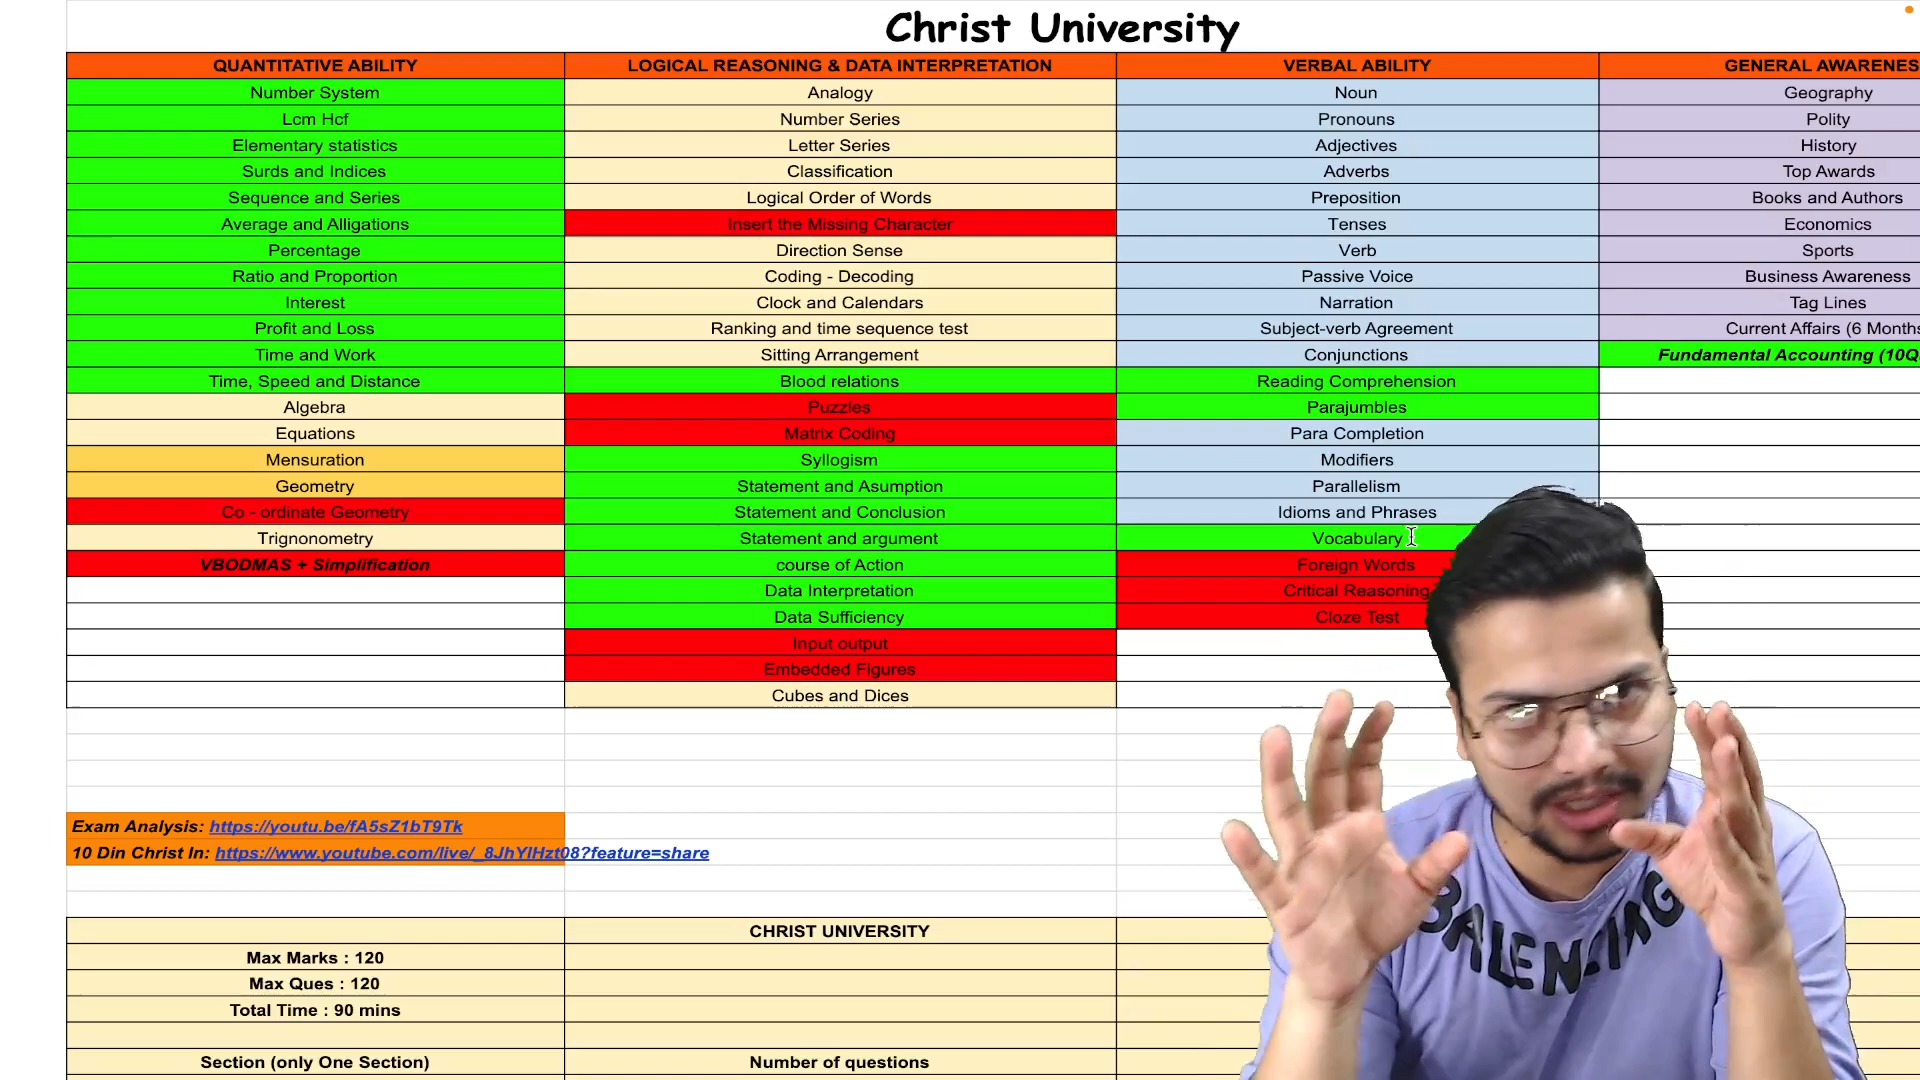 Christ University
QUANTITATIVE ABILITY LOGICAL REASONING & DATA INTERPRETATION VERBAL ABILITY GENERAL AWARENES
Number System Analogy Noun Geography
Lcm Hcf Number Series Pronouns Polity
Elementary statistics Letter Series Adjectives History
Surds and Indices Classification Adverbs Top Awards
Sequence and Series Logical Order of Words Preposition Books and Authors
Average and Alligations Insert the Missing Character Tenses Economics
Percentage Direction Sense Verb Sports
Ratio and Proportion Coding - Decoding Passive Voice Business Awareness
Interest Clock and Calendars Narration Tag Lines
Profit and Loss Ranking and time sequence test Subject-verb Agreement Current Affairs (6 Months
Time and Work Sitting Arrangement Conjunctions Fundamental Accounting (10Q
Time, Speed and Distance Blood relations Reading Comprehension
Algebra Puzzles Parajumbles
Equations Matrix Coding Para Completion
Mensuration Syllogism Modifiers
Geometry Statement and Asumption Parallelism
Co - ordinate Geometry Statement and Conclusion Idioms and Phrases
Trignonometry Statement and argument Vocabulary
VBODMAS + Simplification course of Action Foreign Words
Data Interpretation Critical Reasoning
Data Sufficiency Cloze Test
Input output
Embedded Figures
Cubes and Dices
Exam Analysis: https://youtu.be/fA5sZ1bT9Tk
10 Din Christ In: https://www.youtube.com/live/_8JhYlHzt08?feature=share
CHRIST UNIVERSITY
Max Marks : 120
Max Ques : 120
Total Time : 90 mins
Section (only One Section) Number of questions
BALENCIAG